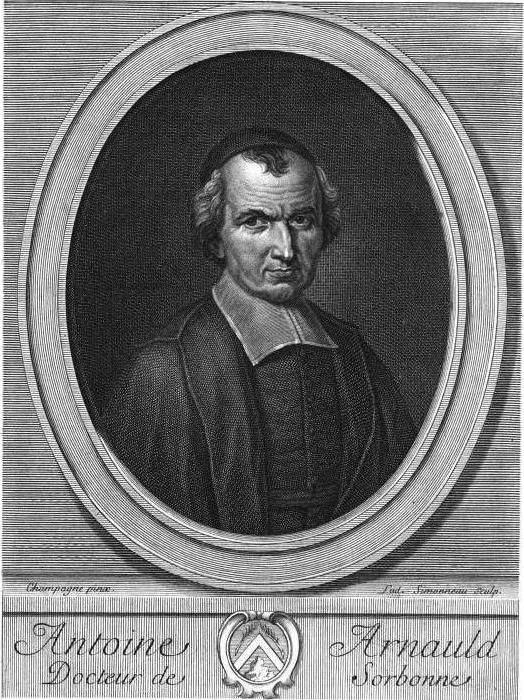 Champagne pinx.
Lud. Simonneau Sculp.
Antoine Arnauld
Docteur de Sorbonne